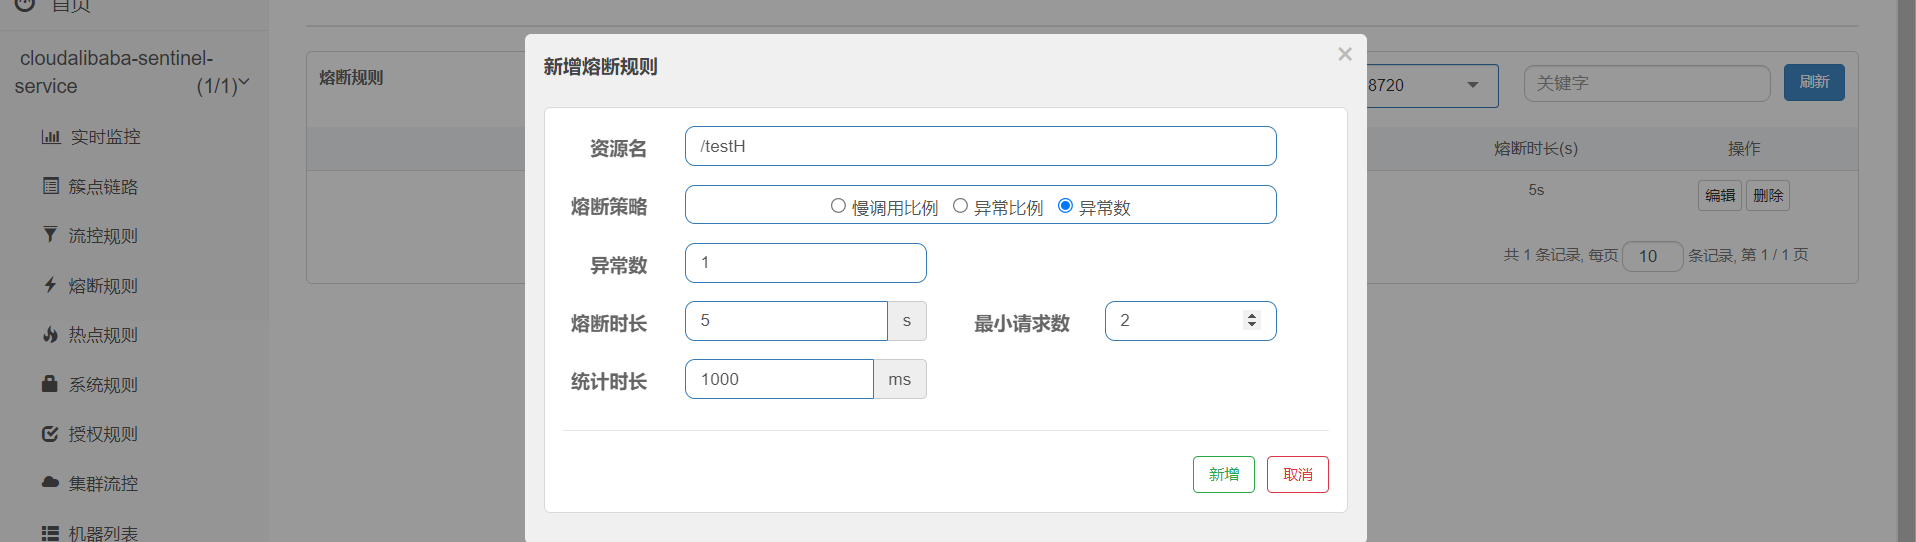 首页
cloudalibaba-sentinel-
service (1/1)
实时监控
簇点链路
流控规则
熔断规则
热点规则
系统规则
授权规则
集群流控
机器列表
熔断规则
8720
关键字
刷新
熔断时长(s) 操作
5s 编辑 删除
共 1 条记录, 每页 10 条记录, 第 1 / 1 页
新增熔断规则 ×
资源名 /testH
熔断策略 慢调用比例 异常比例 异常数
异常数 1
熔断时长 5 s 最小请求数 2
统计时长 1000 ms
新增 取消